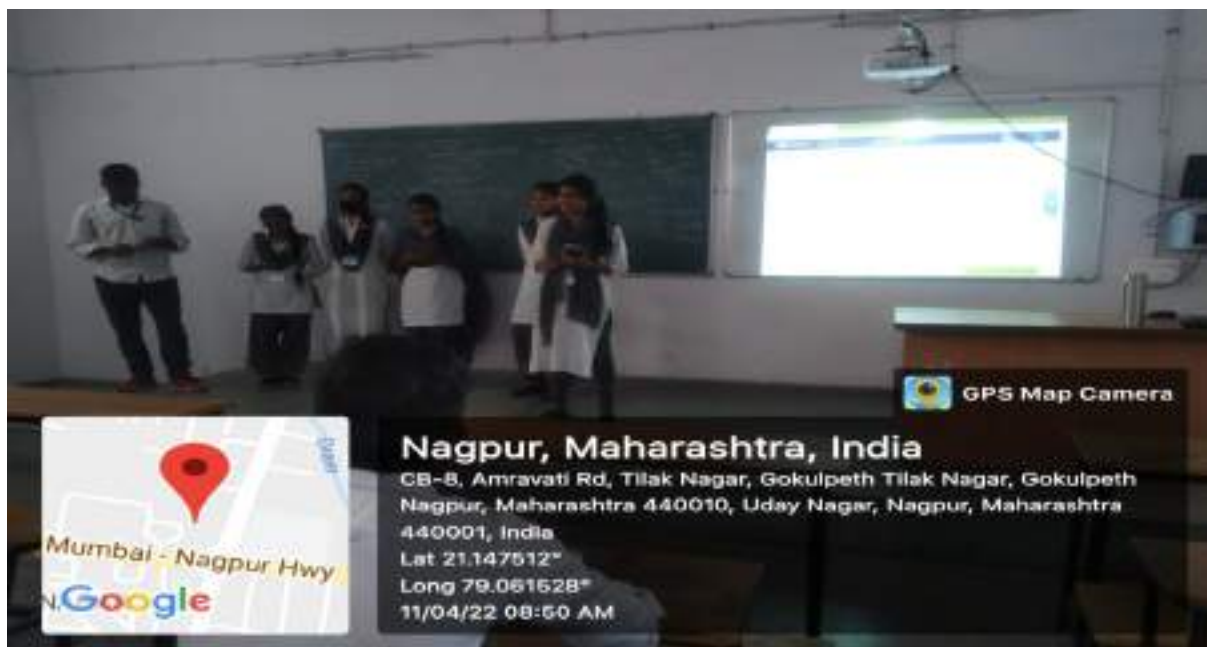 GPS Map Camera
Nagpur, Maharashtra, India
CB-8, Amravati Rd, Tilak Nagar, Gokulpeth Tilak Nagar, Gokulpeth
Nagpur, Maharashtra 440010, Uday Nagar, Nagpur, Maharashtra
440001, India
Lat 21.147512°
Long 79.061528°
11/04/22 08:50 AM
Mumbai - Nagpur Hwy
Google